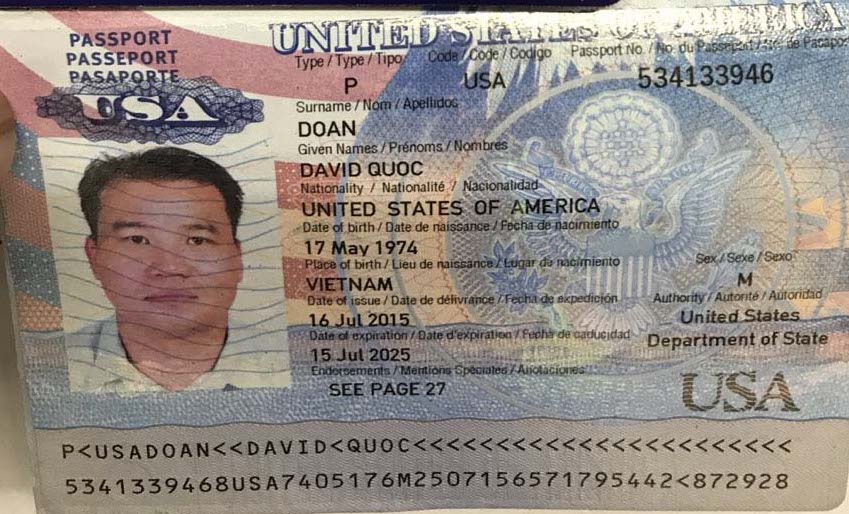 UNITED STATES OF AMERICA
PASSPORT
PASSEPORT
PASAPORTE
USA
Type / Type / Tipo Code / Code / Codigo Passport No. / No. du Passeport / No. de
P USA 534133946
Surname / Nom / Apellidos
DOAN
Given Names / Prénoms / Nombres
DAVID QUOC
Nationality / Nationalité / Nacionalidad
UNITED STATES OF AMERICA
Date of birth / Date de naissance / Fecha de nacimiento
17 May 1974
Place of birth / Lieu de naissance / Lugar de nacimiento
VIETNAM
Sex / Sexe / Sexo
M
Date of issue / Date de délivrance / Fecha de expedición
16 Jul 2015
Authority / Autorité / Autoridad
United States
Department of State
Date of expiration / Date d'expiration / Fecha de caducidad
15 Jul 2025
Endorsements / Mentions Spéciales / Anotaciones
SEE PAGE 27
USA
P<USADOAN<<DAVID<QUOC<<<<<<<<<<<<<<<<<<<<<<<
5341339468USA7405176M2507156571795442<872928